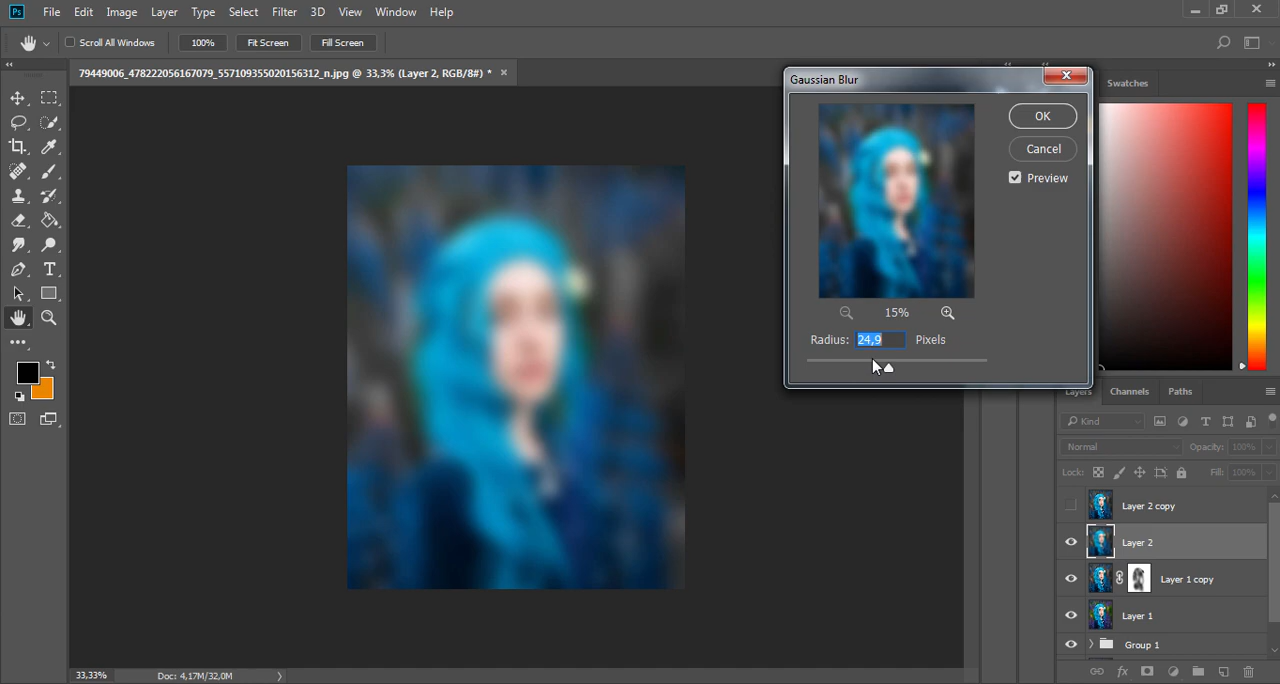 Ps File Edit Image Layer Type Select Filter 3D View Window Help
Scroll All Windows 100% Fit Screen Fill Screen
79449006_478222056167079_557109355020156312_n.jpg @ 33,3% (Layer 2, RGB/8#) *
Gaussian Blur
Swatches
OK
Cancel
Preview
15%
Radius: 24,9 Pixels
Layers Channels Paths
Kind
Normal Opacity: 100%
Lock: Fill: 100%
Layer 2 copy
Layer 2
Layer 1 copy
Layer 1
Group 1
33,33% Doc: 4,17M/32,0M